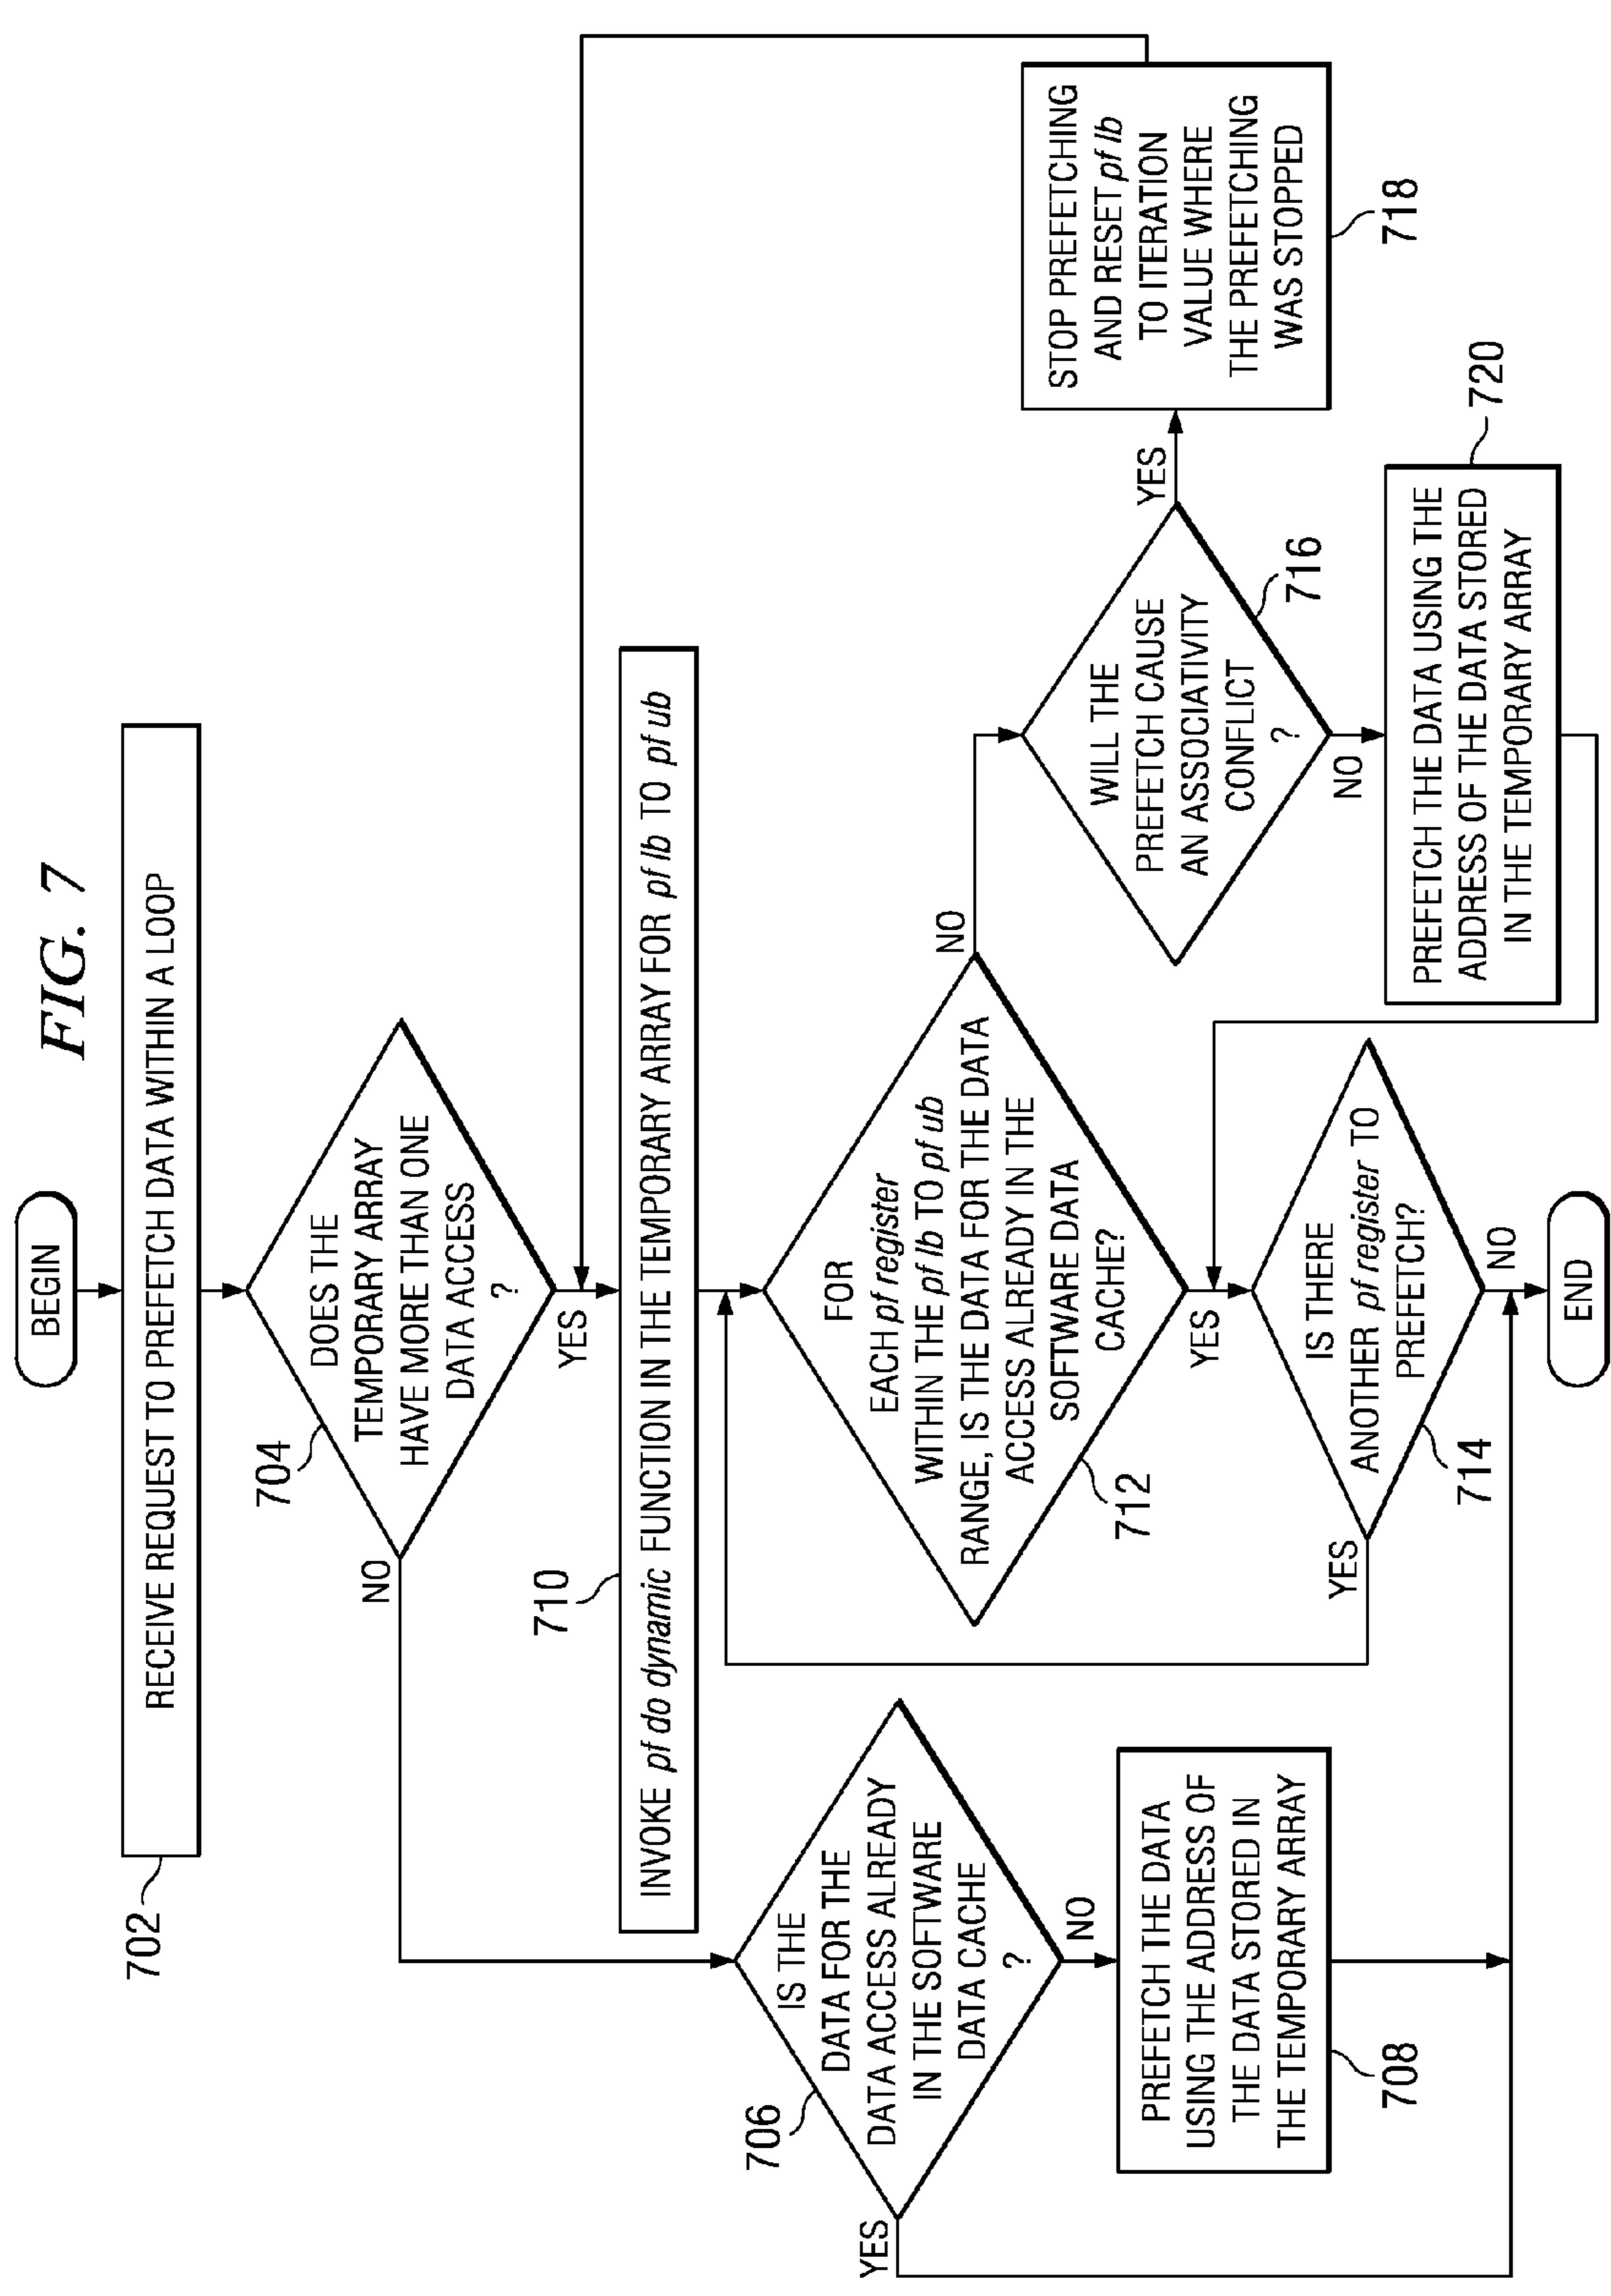 FIG. 7
BEGIN
RECEIVE REQUEST TO PREFETCH DATA WITHIN A LOOP
702
DOES THE
TEMPORARY ARRAY
HAVE MORE THAN ONE
DATA ACCESS
?
704
NO
YES
710
INVOKE pf do dynamic FUNCTION IN THE TEMPORARY ARRAY FOR pf lb TO pf ub
IS THE
DATA FOR THE
DATA ACCESS ALREADY
IN THE SOFTWARE
DATA CACHE
?
706
YES
NO
PREFETCH THE DATA
USING THE ADDRESS OF
THE DATA STORED IN
THE TEMPORARY ARRAY
708
FOR
EACH pf register
WITHIN THE pf lb TO pf ub
RANGE, IS THE DATA FOR THE DATA
ACCESS ALREADY IN THE
SOFTWARE DATA
CACHE?
712
NO
YES
IS THERE
ANOTHER pf register TO
PREFETCH?
714
YES
NO
WILL THE
PREFETCH CAUSE
AN ASSOCIATIVITY
CONFLICT
?
716
YES
NO
STOP PREFETCHING
AND RESET pf lb
TO ITERATION
VALUE WHERE
THE PREFETCHING
WAS STOPPED
718
PREFETCH THE DATA USING THE
ADDRESS OF THE DATA STORED
IN THE TEMPORARY ARRAY
720
END